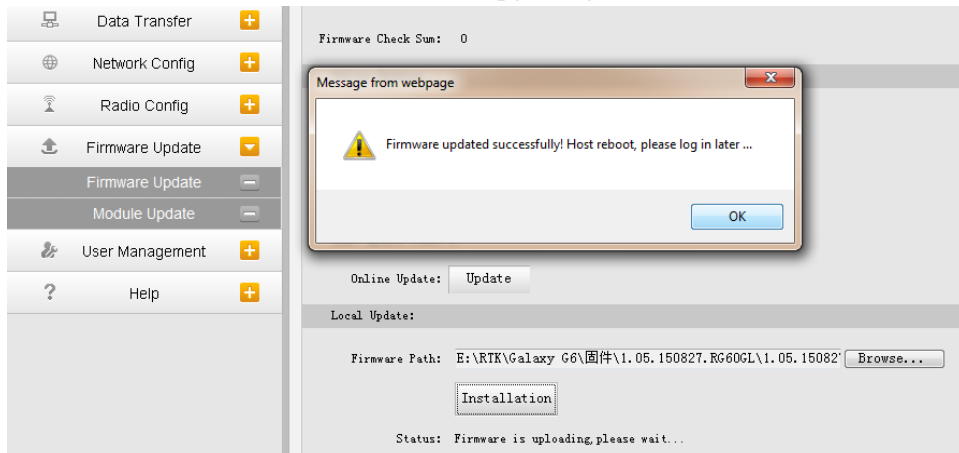 Data Transfer
Network Config
Radio Config
Firmware Update
Firmware Update
Module Update
User Management
? Help
Firmware Check Sum: 0
Message from webpage
Firmware updated successfully! Host reboot, please log in later ...
OK
Online Update: Update
Local Update:
Firmware Path: E:\RTK\Galaxy G6\固件\1.05.150827.RG60GL\1.05.15082 Browse...
Installation
Status: Firmware is uploading,please wait...